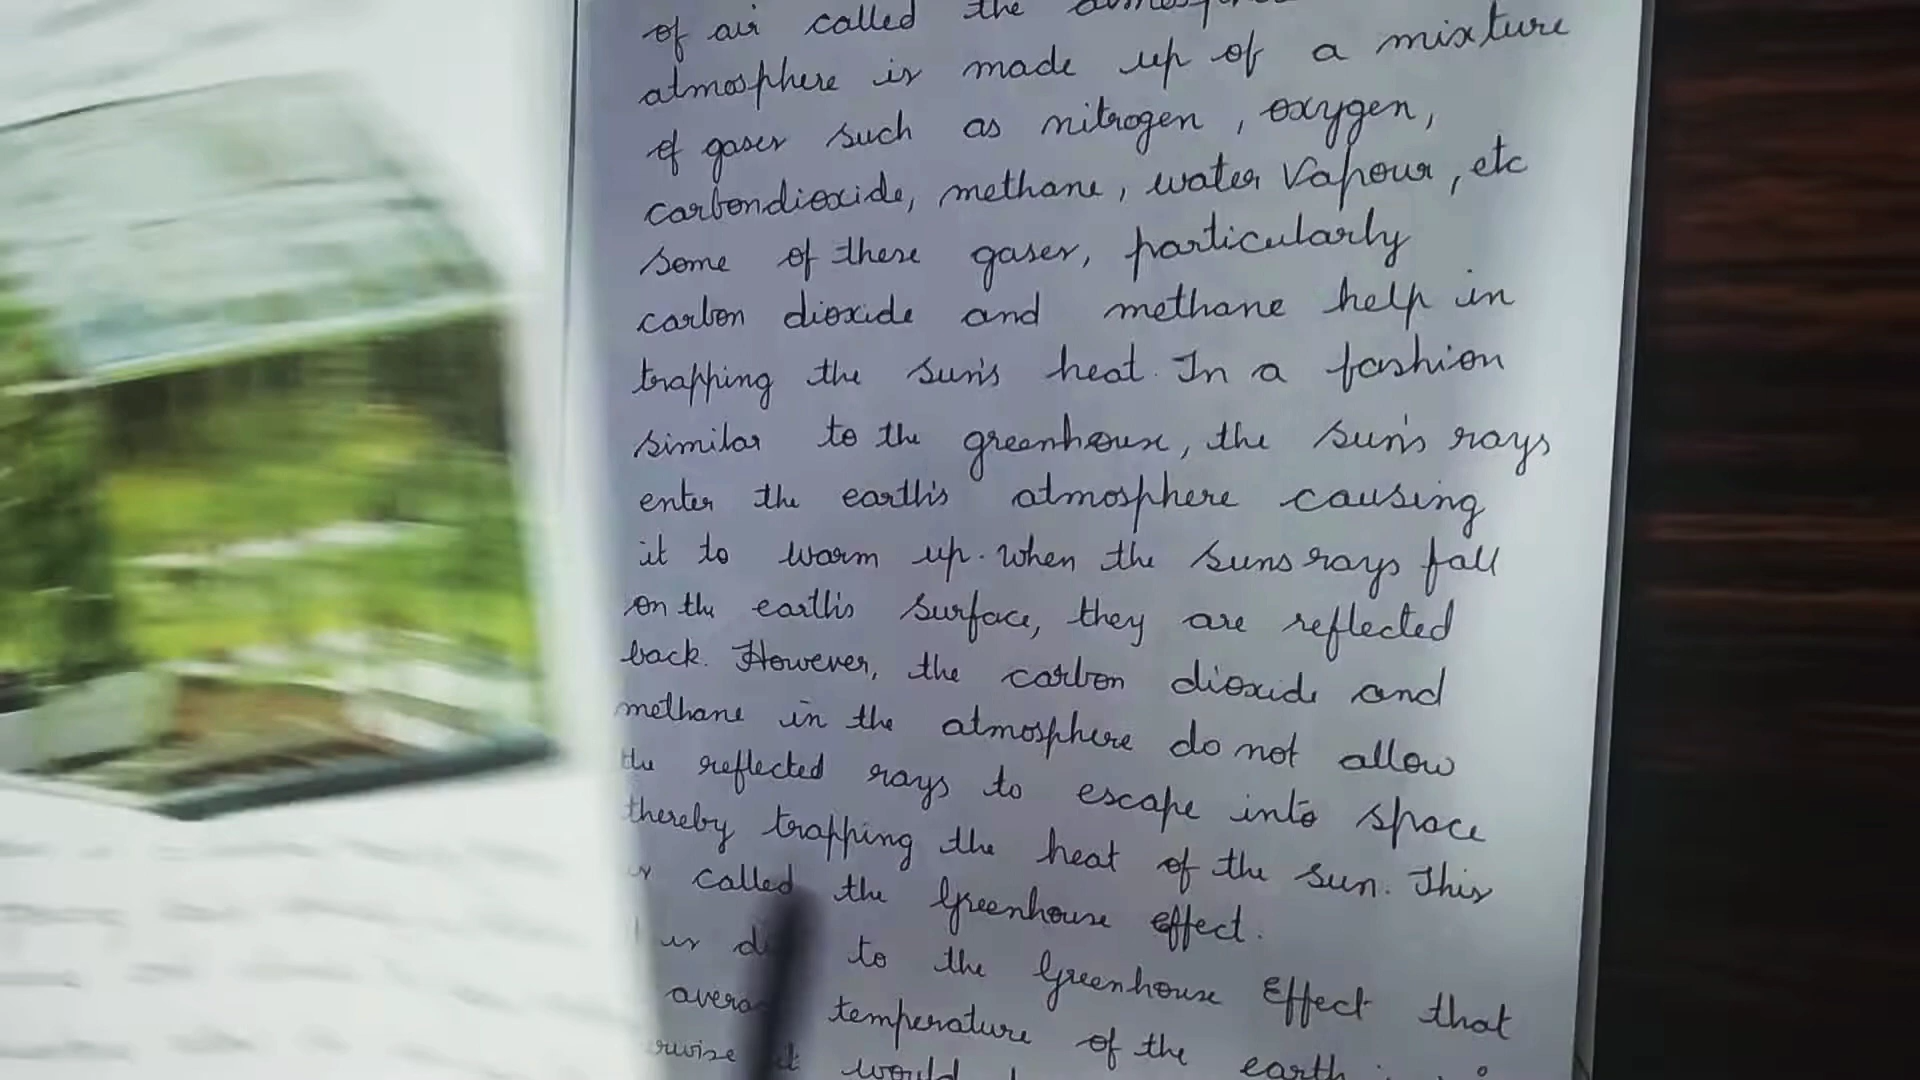 of air called the
atmosphere is made up of a mixture
of gases such as nitrogen, oxygen,
carbondioxide, methane, water Vapour, etc
some of these gases, particularly
carbon dioxide and methane help in
trapping the sun's heat. In a fashion
similar to the greenhouse, the sun's rays
enter the earth's atmosphere causing
it to warm up. when the suns rays fall
on the earth's surface, they are reflected
back. However, the carbon dioxide and
methane in the atmosphere do not allow
the reflected rays to escape into space
thereby trapping the heat of the sun. This
called the Greenhouse effect.
is to the Greenhouse Effect that
temperature of the earth
would